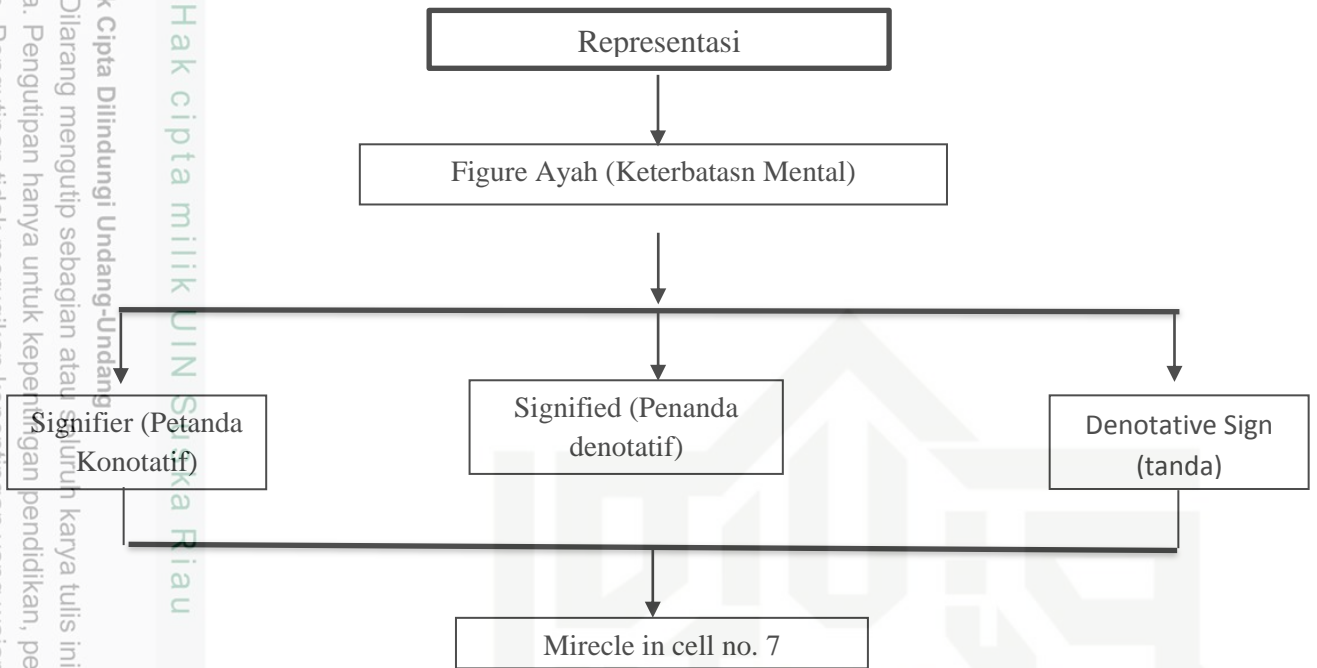 Representasi
Figure Ayah (Keterbatasn Mental)
Signifier (Petanda
Konotatif)
Signified (Penanda
denotatif)
Denotative Sign
(tanda)
Mirecle in cell no. 7
Hak cipta milik UIN Suska Riau
k Cipta Dilindungi Undang-Undang
Dilarang mengutip sebagian atau seluruh karya tulis ini
a. Pengutipan hanya untuk kepentingan pendidikan, pe